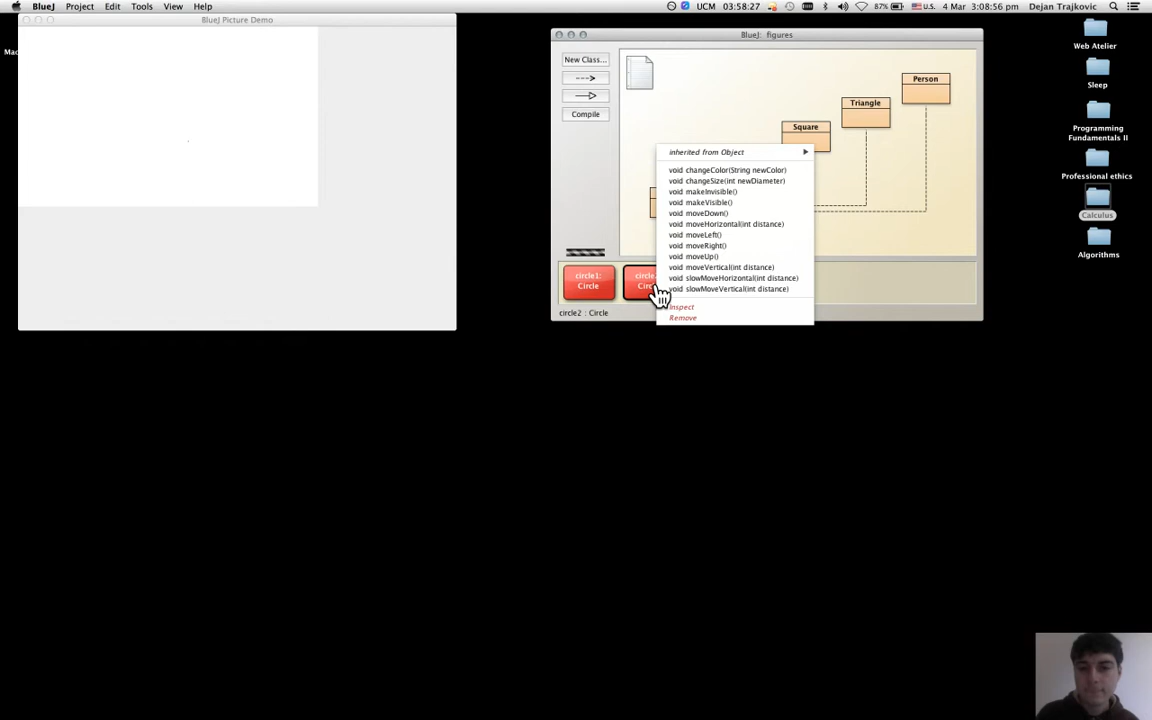 BlueJ Project Edit Tools View Help
UCM 03:58:27 87% U.S. 4 Mar 3:08:56 pm Dejan Trajkovic
BlueJ Picture Demo
Mac
BlueJ: figures
New Class...
Compile
Person
Triangle
Square
inherited from Object
void changeColor(String newColor)
void changeSize(int newDiameter)
void makeInvisible()
void makeVisible()
void moveDown()
void moveHorizontal(int distance)
void moveLeft()
void moveRight()
void moveUp()
void moveVertical(int distance)
void slowMoveHorizontal(int distance)
void slowMoveVertical(int distance)
Inspect
Remove
circle1:
Circle
circle2 : Circle
Web Atelier
Sleep
Programming
Fundamentals II
Professional ethics
Calculus
Algorithms